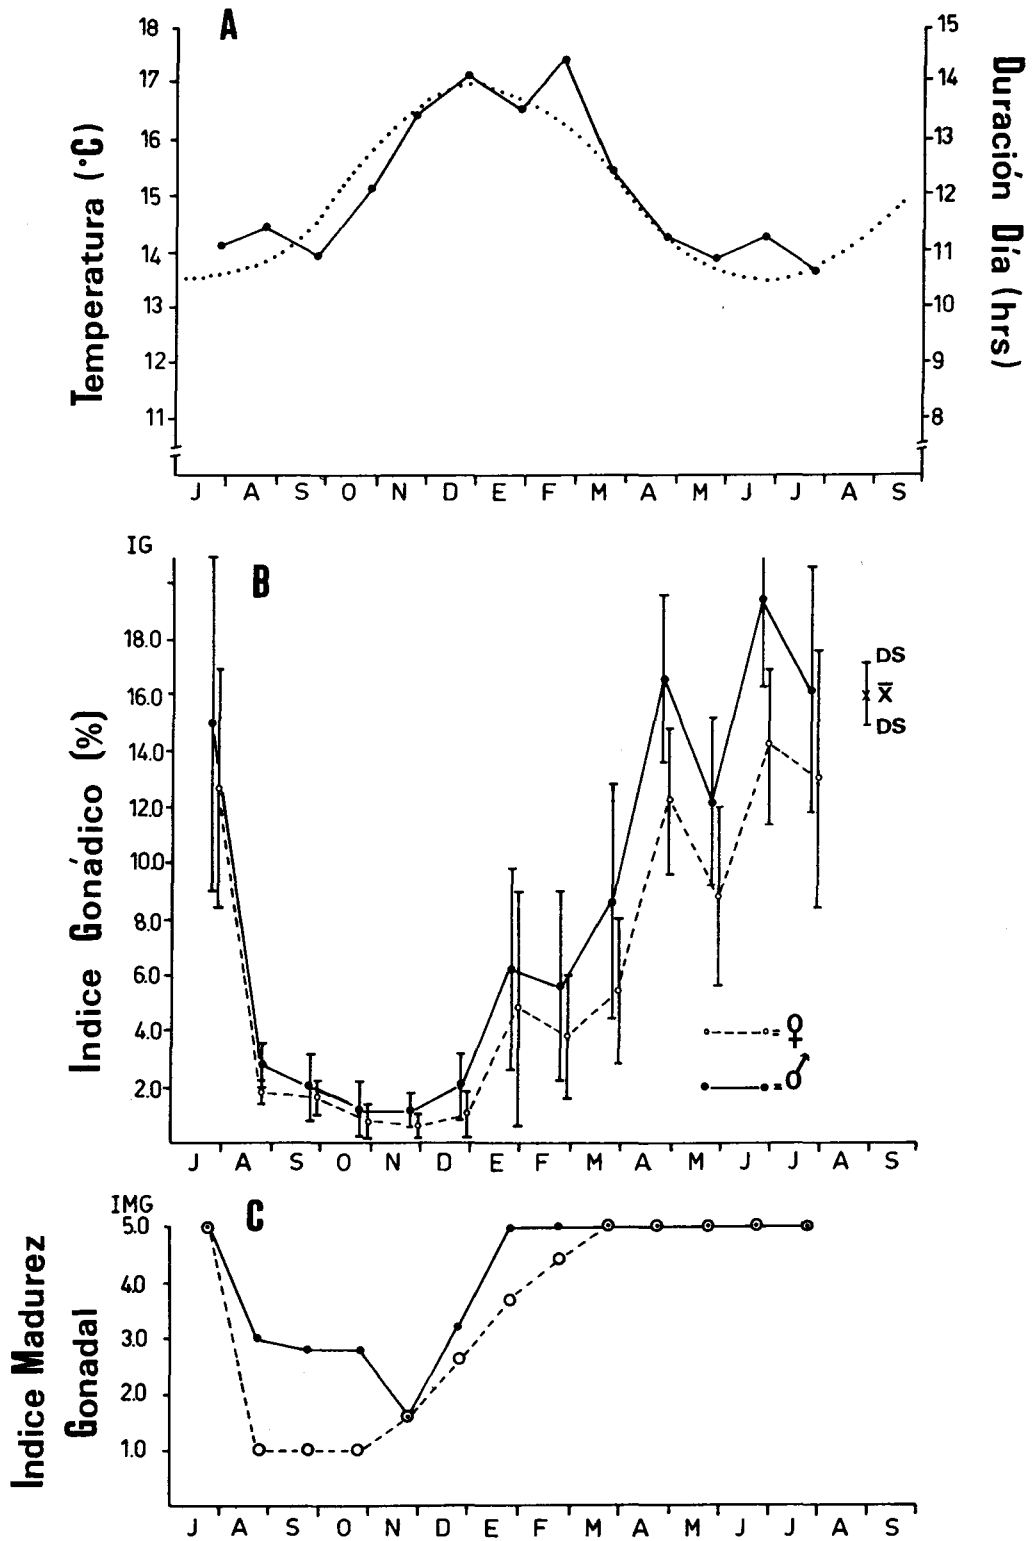 A
Temperatura (°C)
18
17
16
15
14
13
12
11
Duración Día (hrs)
15
14
13
12
11
10
9
8
J A S O N D E F M A M J J A S
IG
B
Indice Gonádico (%)
18.0
16.0
14.0
12.0
10.0
8.0
6.0
4.0
2.0
DS
X̅
DS
= ♀
= ♂
J A S O N D E F M A M J J A S
IMG
C
Indice Madurez
Gonadal
5.0
4.0
3.0
2.0
1.0
J A S O N D E F M A M J J A S